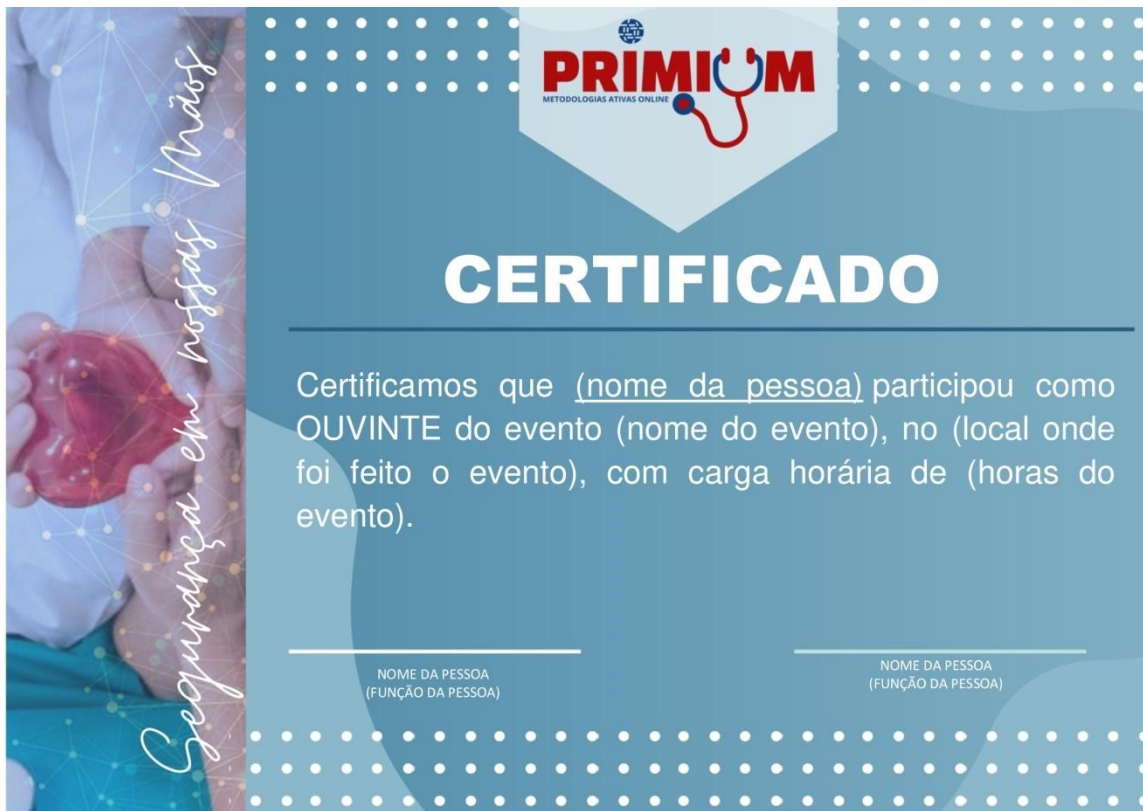 Segurança em nossas Mãos
PRIMIUM
METODOLOGIAS ATIVAS ONLINE
CERTIFICADO
Certificamos que (nome da pessoa) participou como
OUVINTE do evento (nome do evento), no (local onde
foi feito o evento), com carga horária de (horas do
evento).
NOME DA PESSOA
(FUNÇÃO DA PESSOA)
NOME DA PESSOA
(FUNÇÃO DA PESSOA)